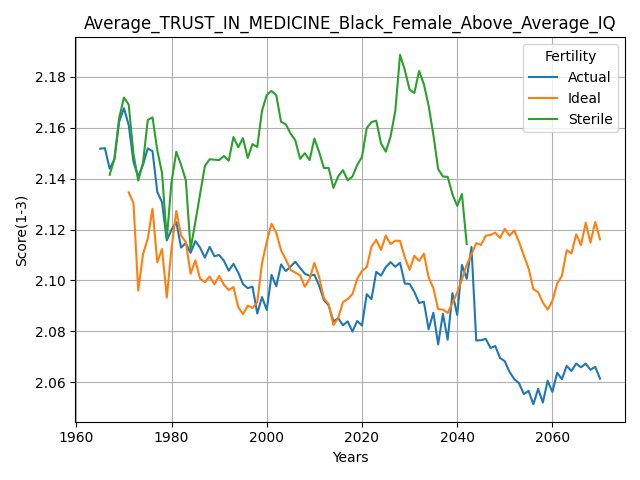 Average_TRUST_IN_MEDICINE_Black_Female_Above_Average_IQ
Fertility
Actual
Ideal
Sterile
Score(1-3)
2.18
2.16
2.14
2.12
2.10
2.08
2.06
1960
1980
2000
2020
2040
2060
Years